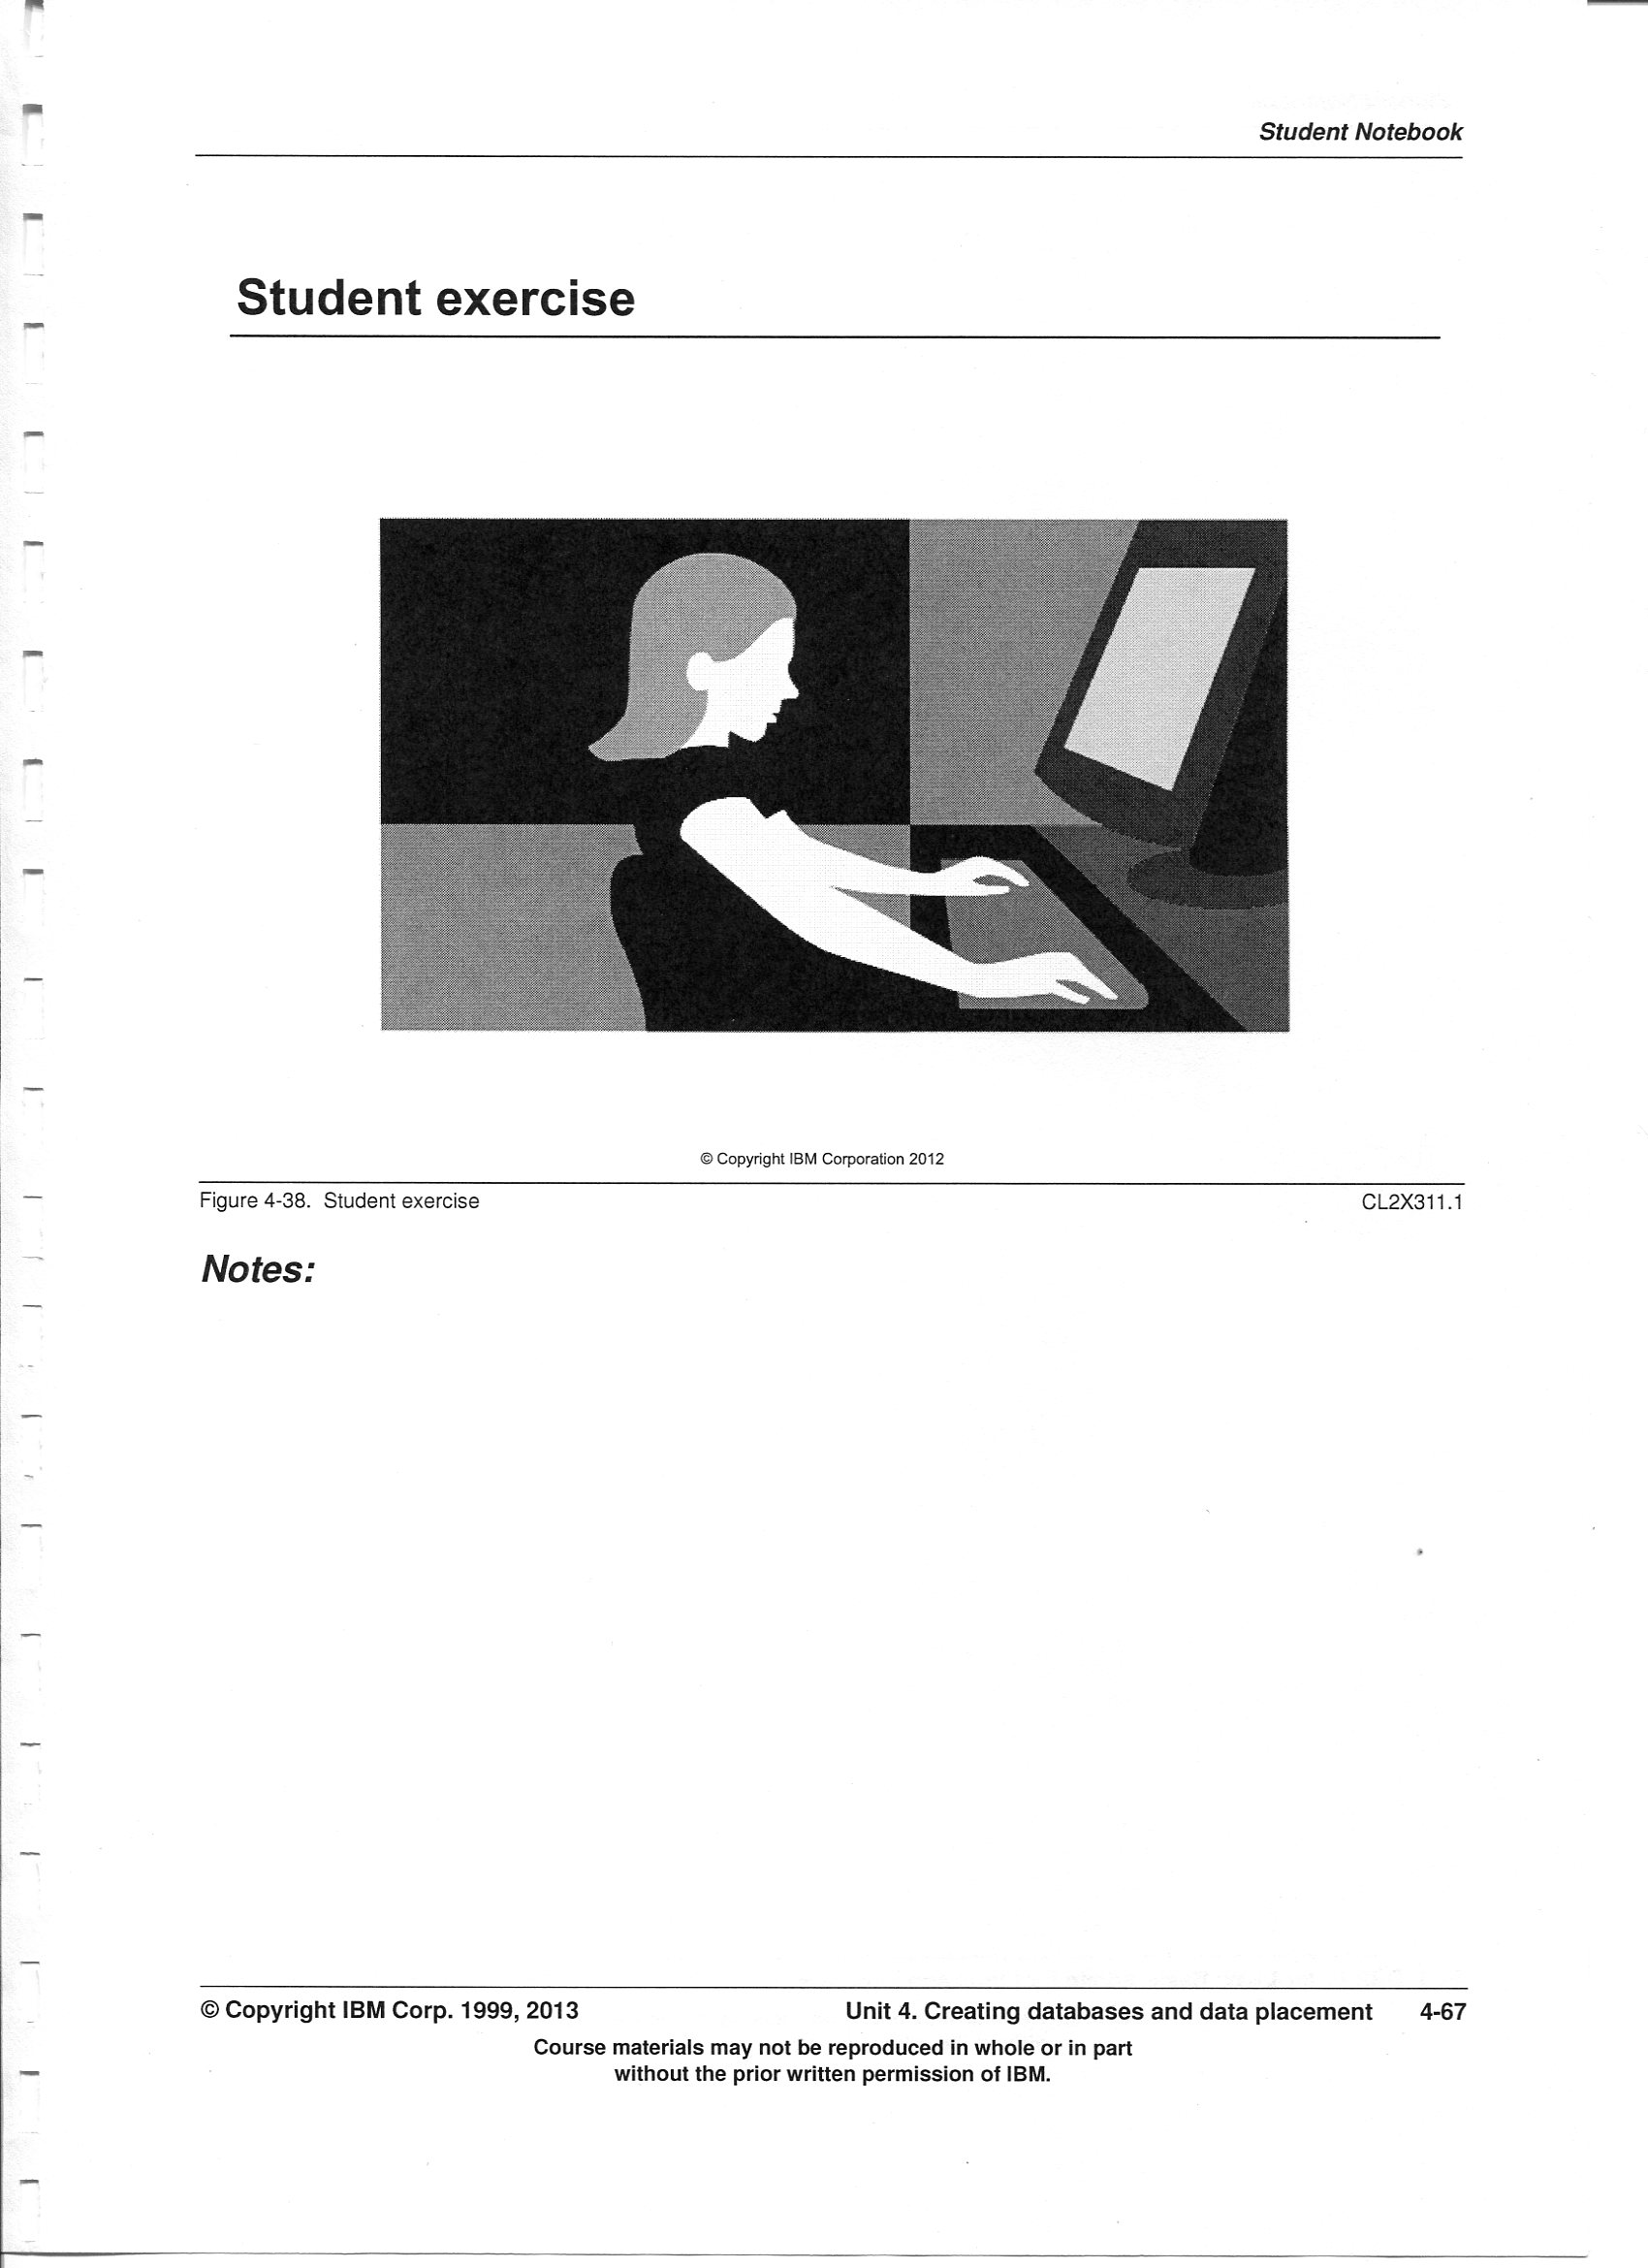 Student Notebook
Student exercise
© Copyright IBM Corporation 2012
Figure 4-38. Student exercise CL2X311.1
Notes:
© Copyright IBM Corp. 1999, 2013 Unit 4. Creating databases and data placement 4-67
Course materials may not be reproduced in whole or in part
without the prior written permission of IBM.